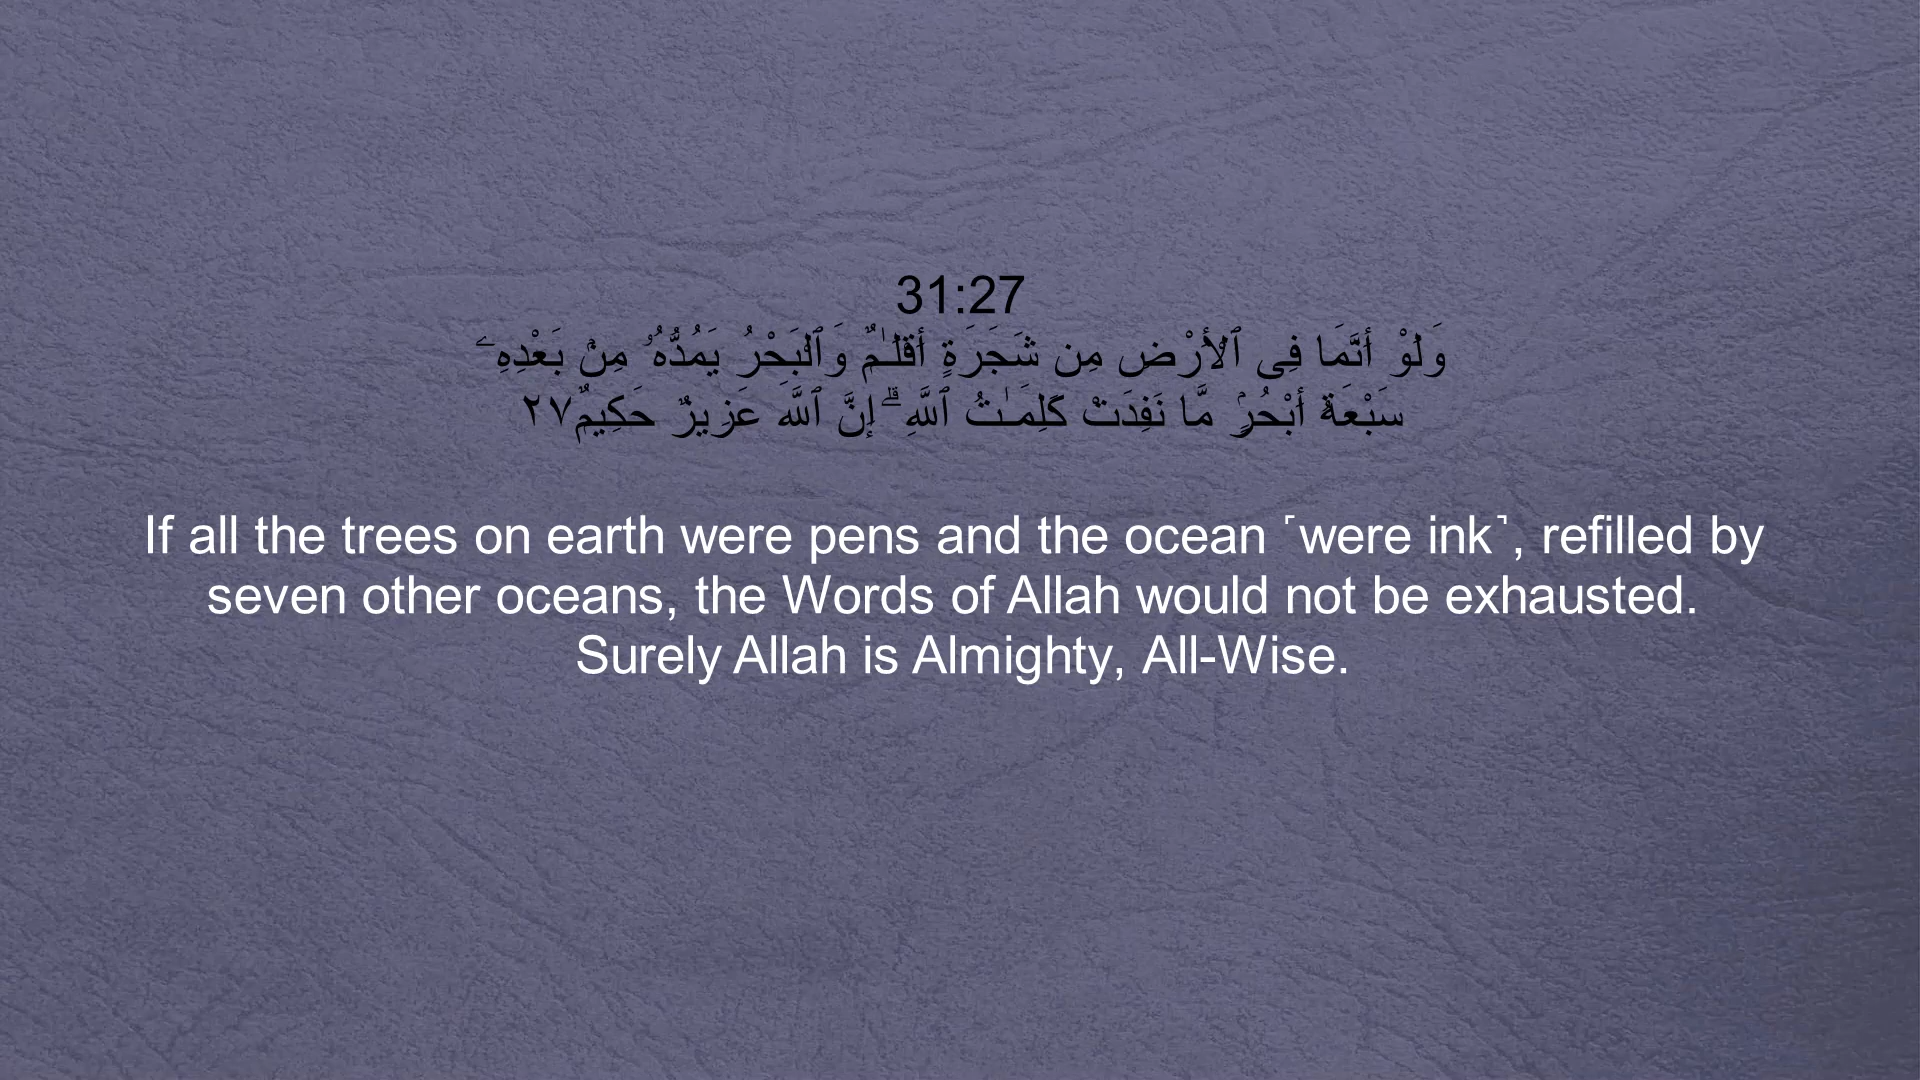 31:27
وَلَوْ أَنَّمَا فِى ٱلْأَرْضِ مِن شَجَرَةٍ أَقْلَـٰمٌ وَٱلْبَحْرُ يَمُدُّهُۥ مِنۢ بَعْدِهِۦ
سَبْعَةُ أَبْحُرٍۢ مَّا نَفِدَتْ كَلِمَـٰتُ ٱللَّهِ ۗ إِنَّ ٱللَّهَ عَزِيزٌ حَكِيمٌ٢٧
If all the trees on earth were pens and the ocean ˹were ink˺, refilled by
seven other oceans, the Words of Allah would not be exhausted.
Surely Allah is Almighty, All-Wise.